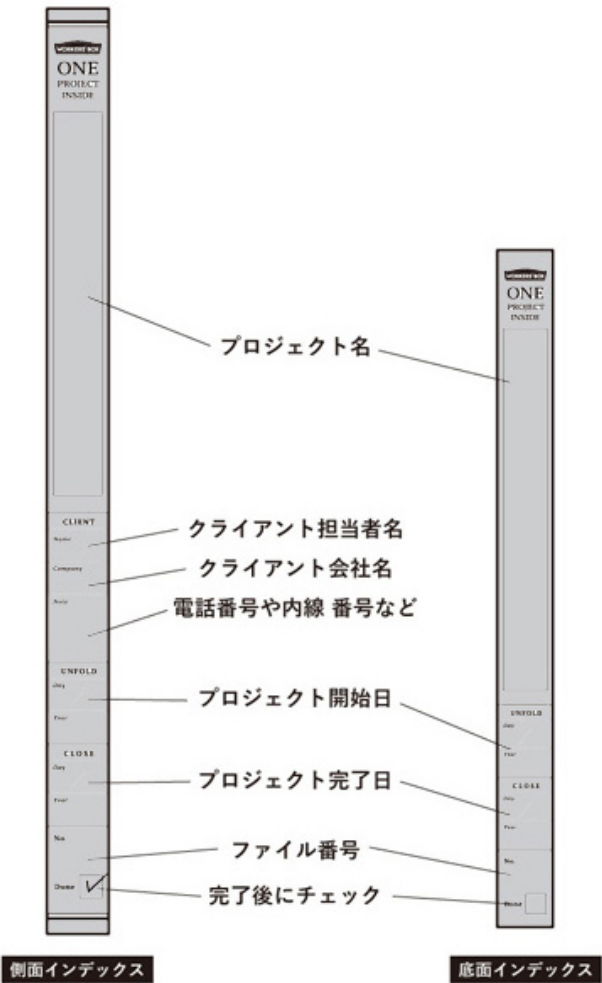 WORKERS' BOX
ONE
PROJECT
INSIDE
プロジェクト名
CLIENT
クライアント担当者名
Company
クライアント会社名
Note
電話番号や内線 番号など
UNFOLD
Day
Year
プロジェクト開始日
CLOSE
Day
Year
プロジェクト完了日
No.
ファイル番号
Done
完了後にチェック
側面インデックス
WORKERS' BOX
ONE
PROJECT
INSIDE
UNFOLD
Day
Year
CLOSE
Day
Year
No.
Done
底面インデックス